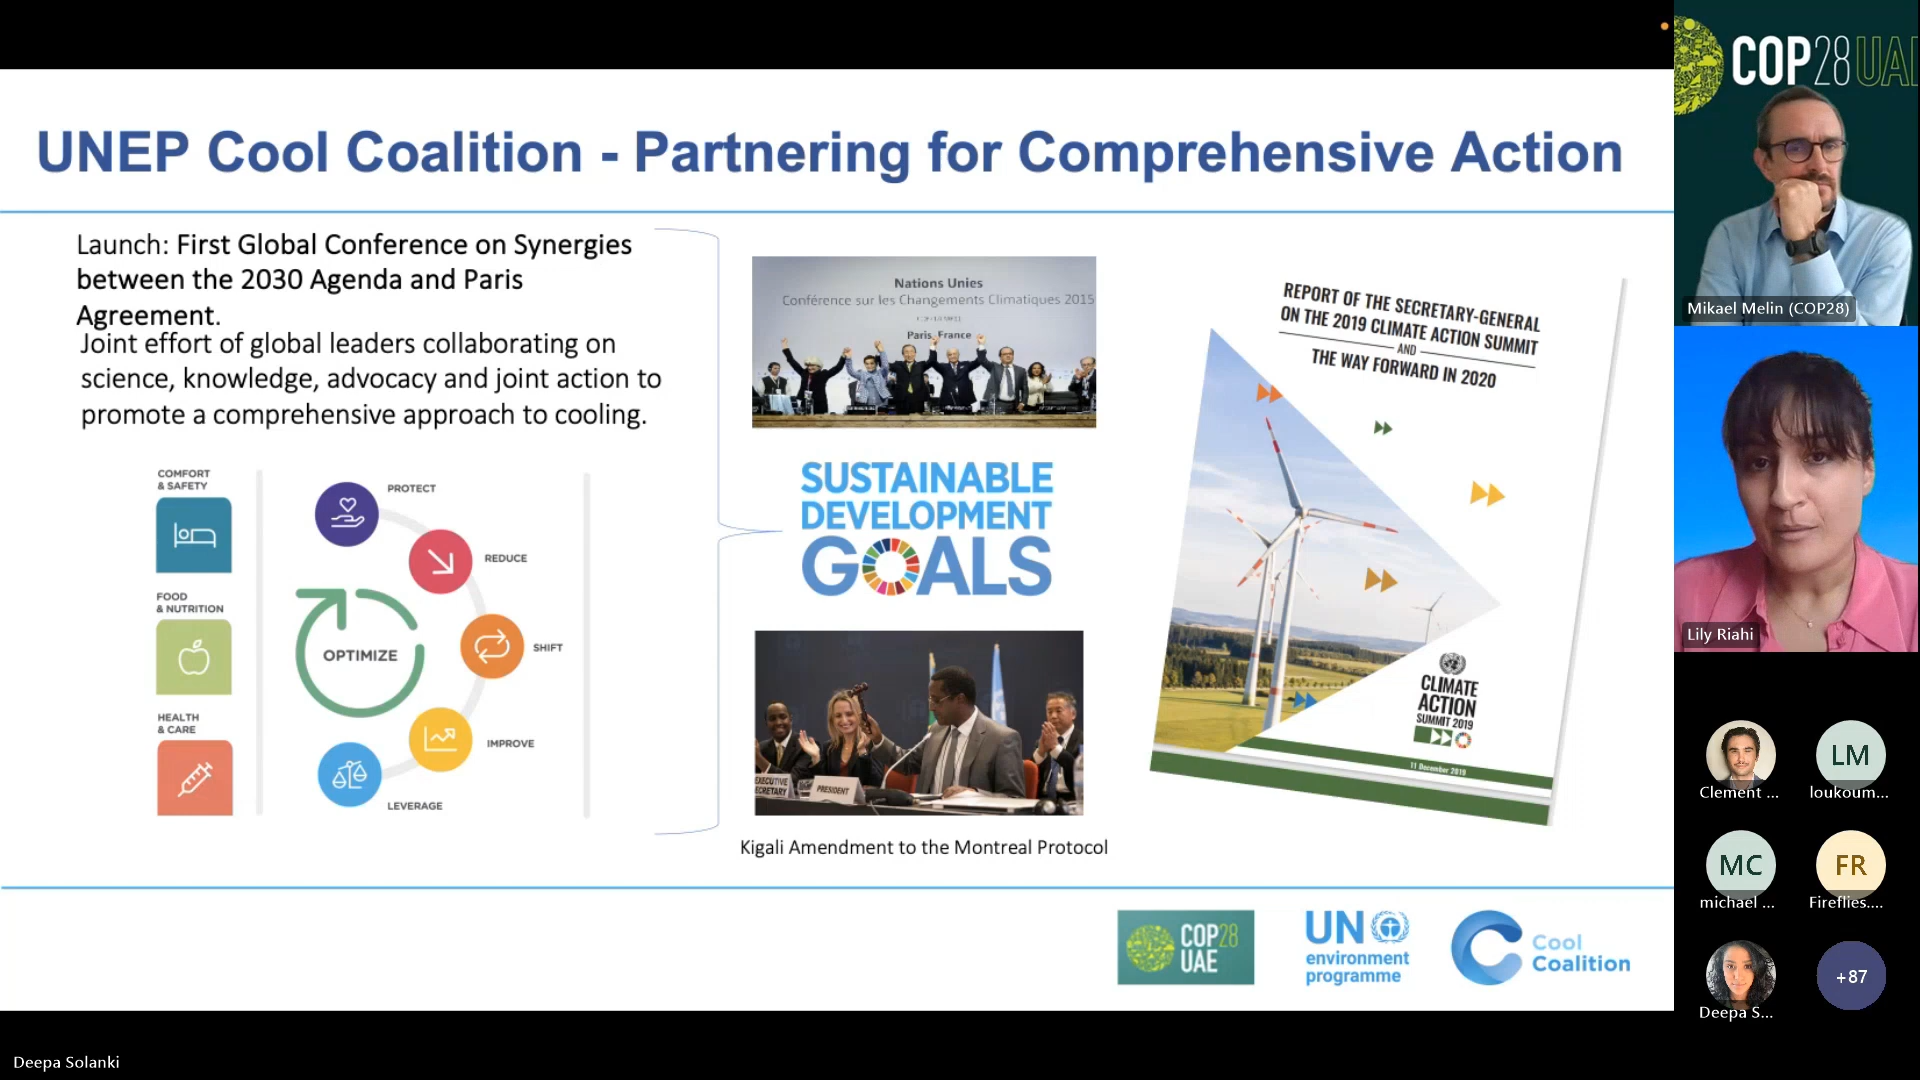 UNEP Cool Coalition - Partnering for Comprehensive Action
Launch: First Global Conference on Synergies
between the 2030 Agenda and Paris
Agreement.
Joint effort of global leaders collaborating on
science, knowledge, advocacy and joint action to
promote a comprehensive approach to cooling.
COMFORT
& SAFETY
FOOD
& NUTRITION
HEALTH
& CARE
OPTIMIZE
PROTECT
REDUCE
SHIFT
IMPROVE
LEVERAGE
Nations Unies
Conférence sur les Changements Climatiques 2015
Paris, France
SUSTAINABLE
DEVELOPMENT
GOALS
EXECUTIVE
SECRETARY
PRESIDENT
Kigali Amendment to the Montreal Protocol
REPORT OF THE SECRETARY-GENERAL
ON THE 2019 CLIMATE ACTION SUMMIT
AND
THE WAY FORWARD IN 2020
CLIMATE
ACTION
SUMMIT 2019
11 December 2019
COP28
UAE
UN
environment
programme
Cool
Coalition
COP28 UAE
Mikael Melin (COP28)
Lily Riahi
Clement ...
LM
loukoum...
MC
michael ...
FR
Fireflies....
Deepa S...
+87
Deepa Solanki